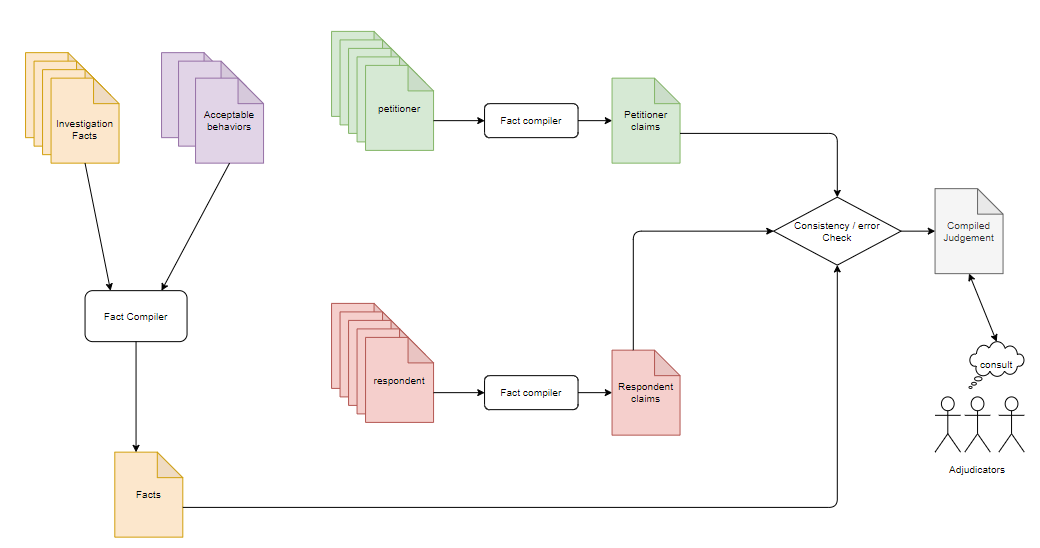 Investigation
Facts
Acceptable
behaviors
petitioner
Fact compiler
Petitioner
claims
Consistency / error
Check
Compiled
Judgement
Fact Compiler
respondent
Fact compiler
Respondent
claims
consult
Adjudicators
Facts